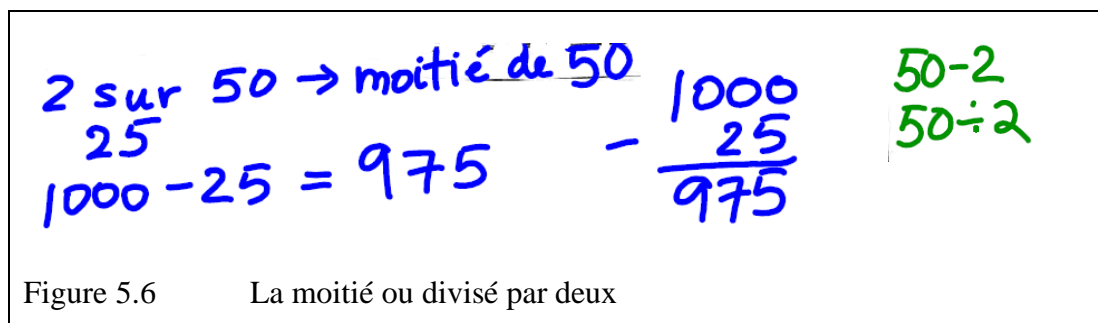 2 sur 50 → moitié de 50
25
1000 - 25 = 975
1000
- 25
975
50-2
50÷2
Figure 5.6 La moitié ou divisé par deux